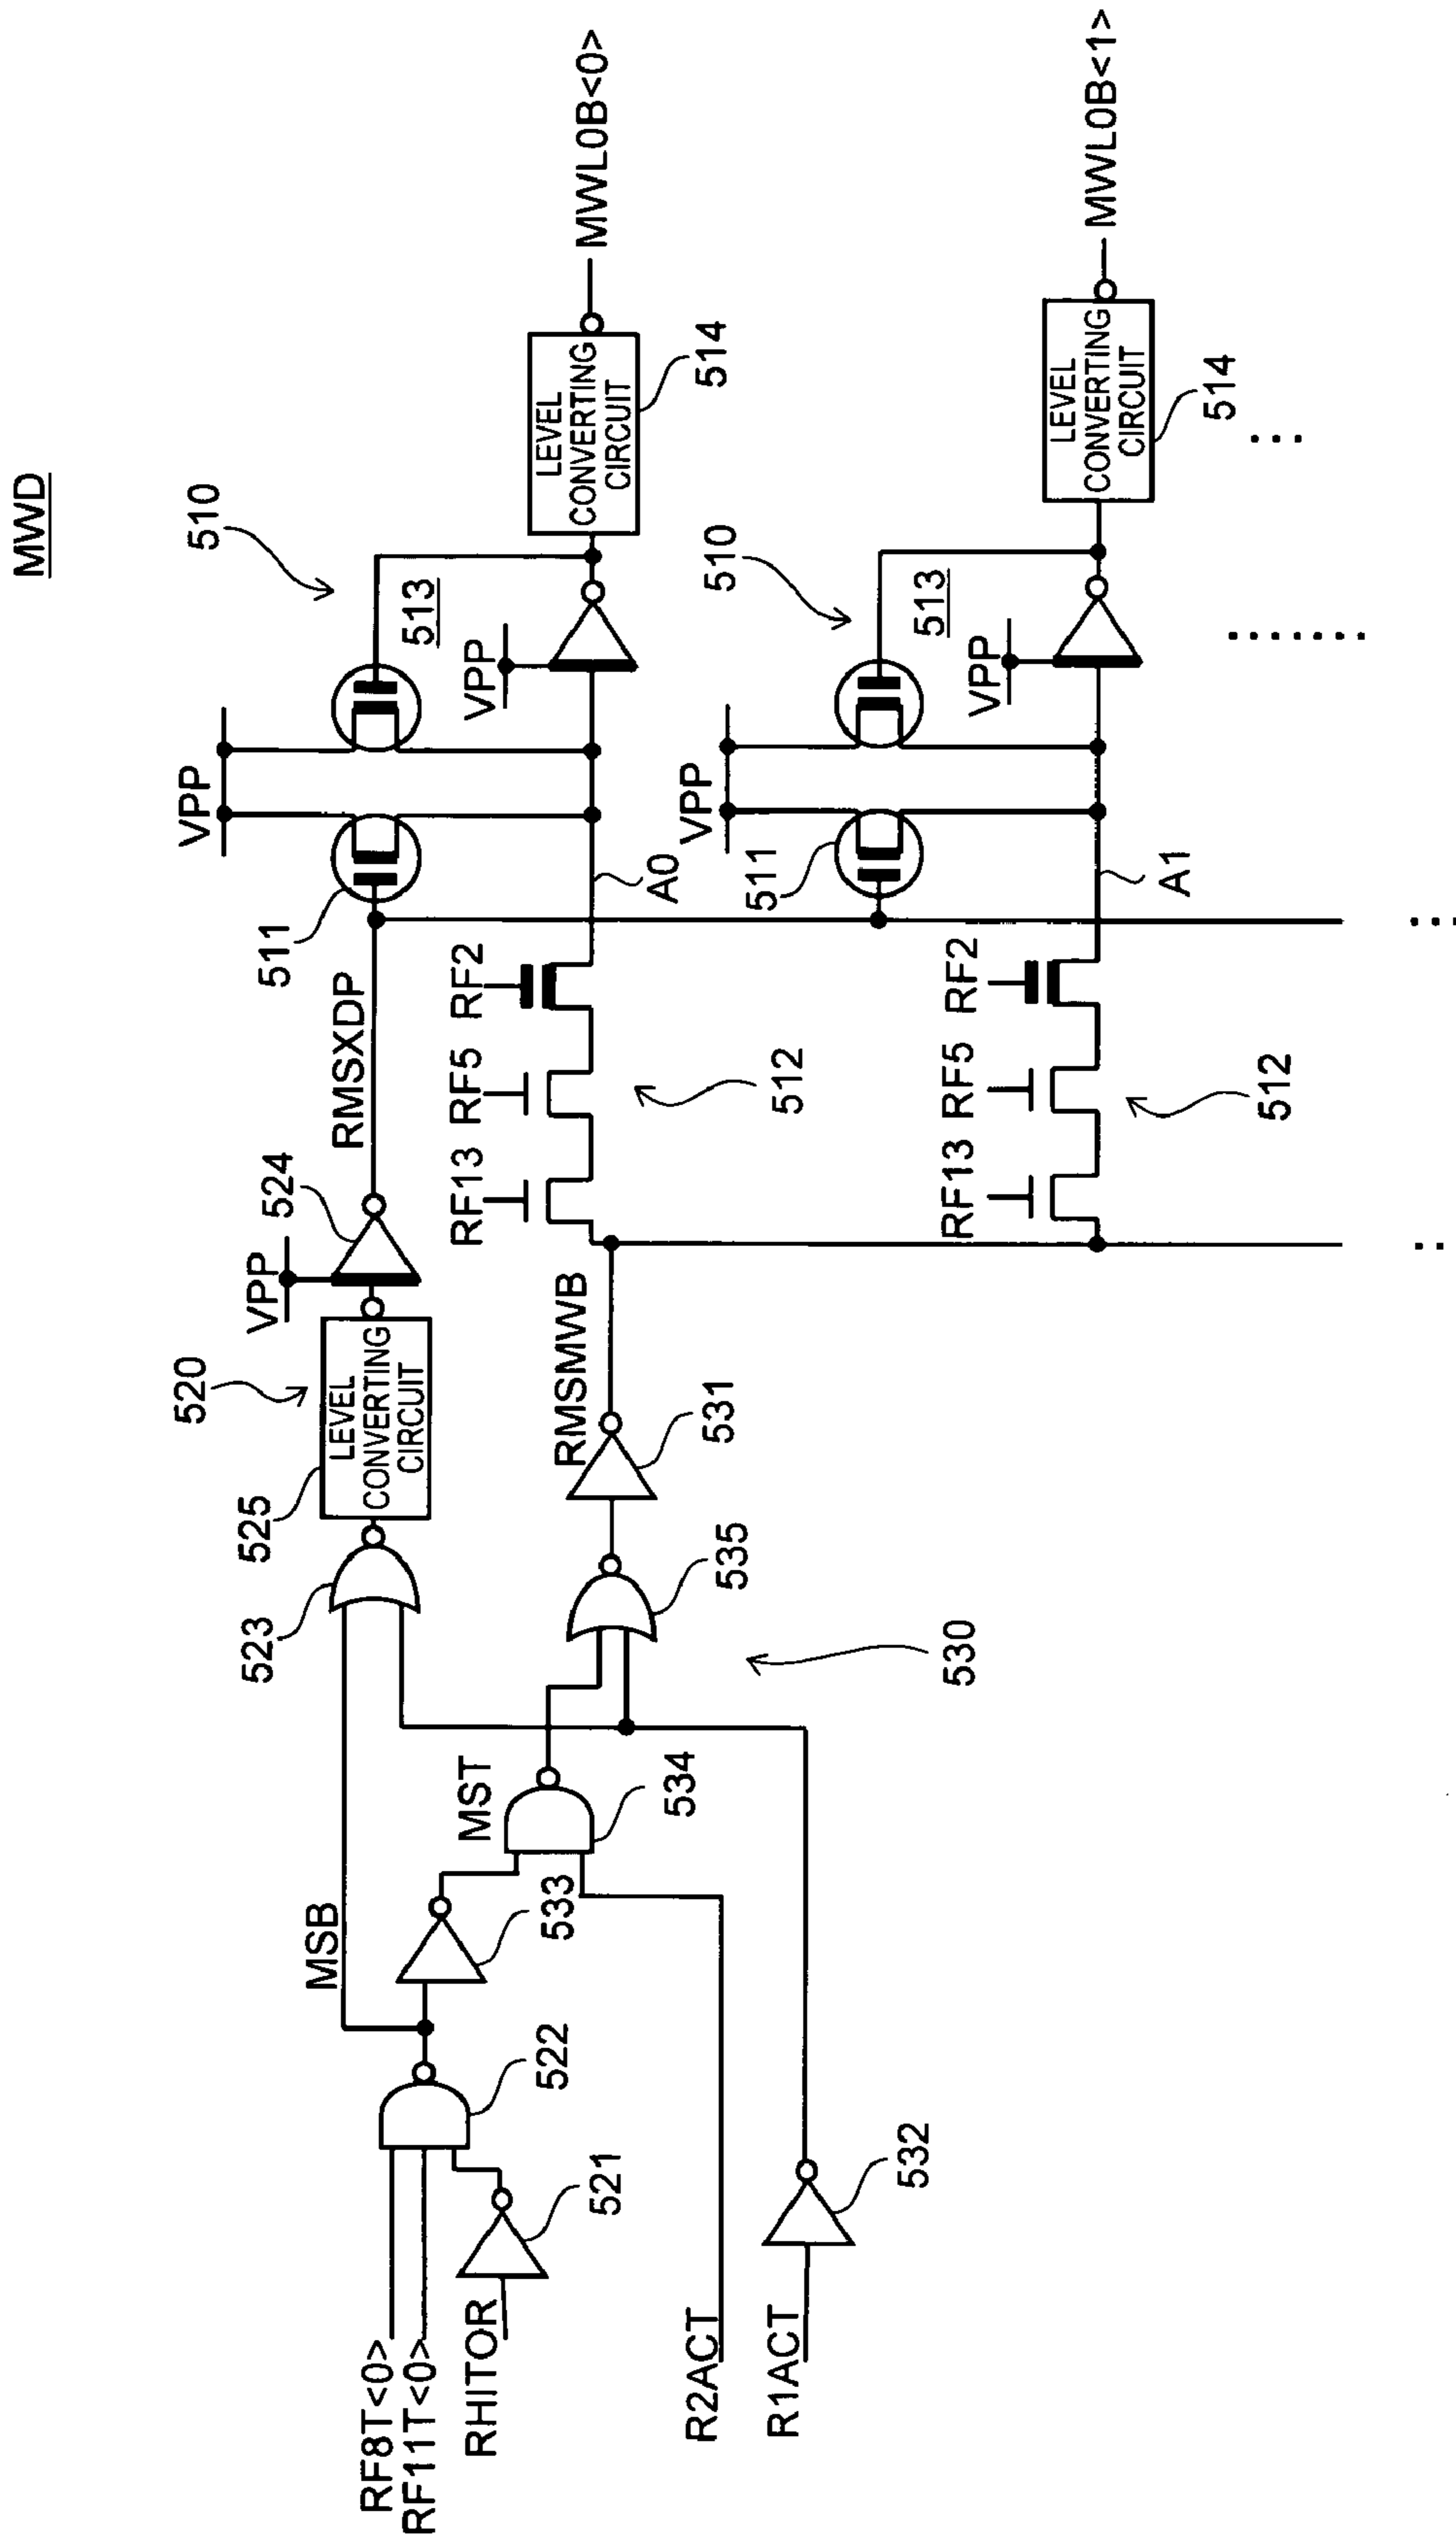 MWD
VPP
510
511
RMSXDP
524
VPP
520
LEVEL
CONVERTING
CIRCUIT
525
523
MSB
513
VPP
LEVEL
CONVERTING
CIRCUIT
514
MWL0B<0>
A0
RF2
RF5
RF13
512
RMSMWB
531
535
530
MST
534
533
522
521
RF8T<0>
RF11T<0>
RHITOR
R2ACT
R1ACT
532
VPP
510
511
513
VPP
LEVEL
CONVERTING
CIRCUIT
514
MWL0B<1>
A1
RF2
RF5
RF13
512